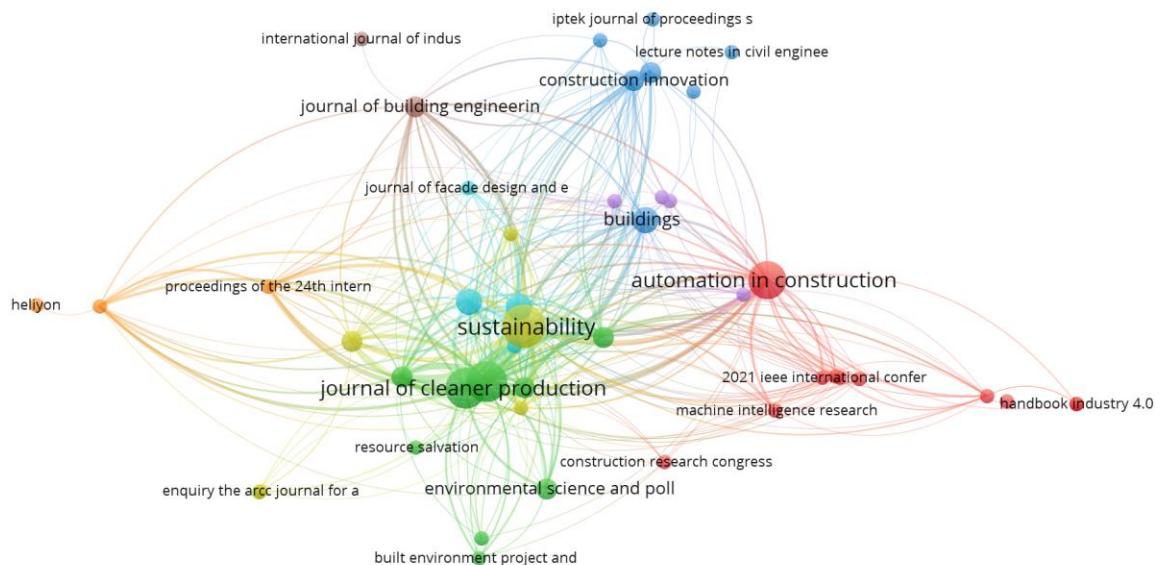 iptek journal of proceedings s
international journal of indus
lecture notes in civil enginee
construction innovation
journal of building engineerin
journal of facade design and e
buildings
automation in construction
proceedings of the 24th intern
heliyon
sustainability
2021 ieee international confer
journal of cleaner production
handbook industry 4.0
machine intelligence research
resource salvation
construction research congress
environmental science and poll
enquiry the arcc journal for a
built environment project and